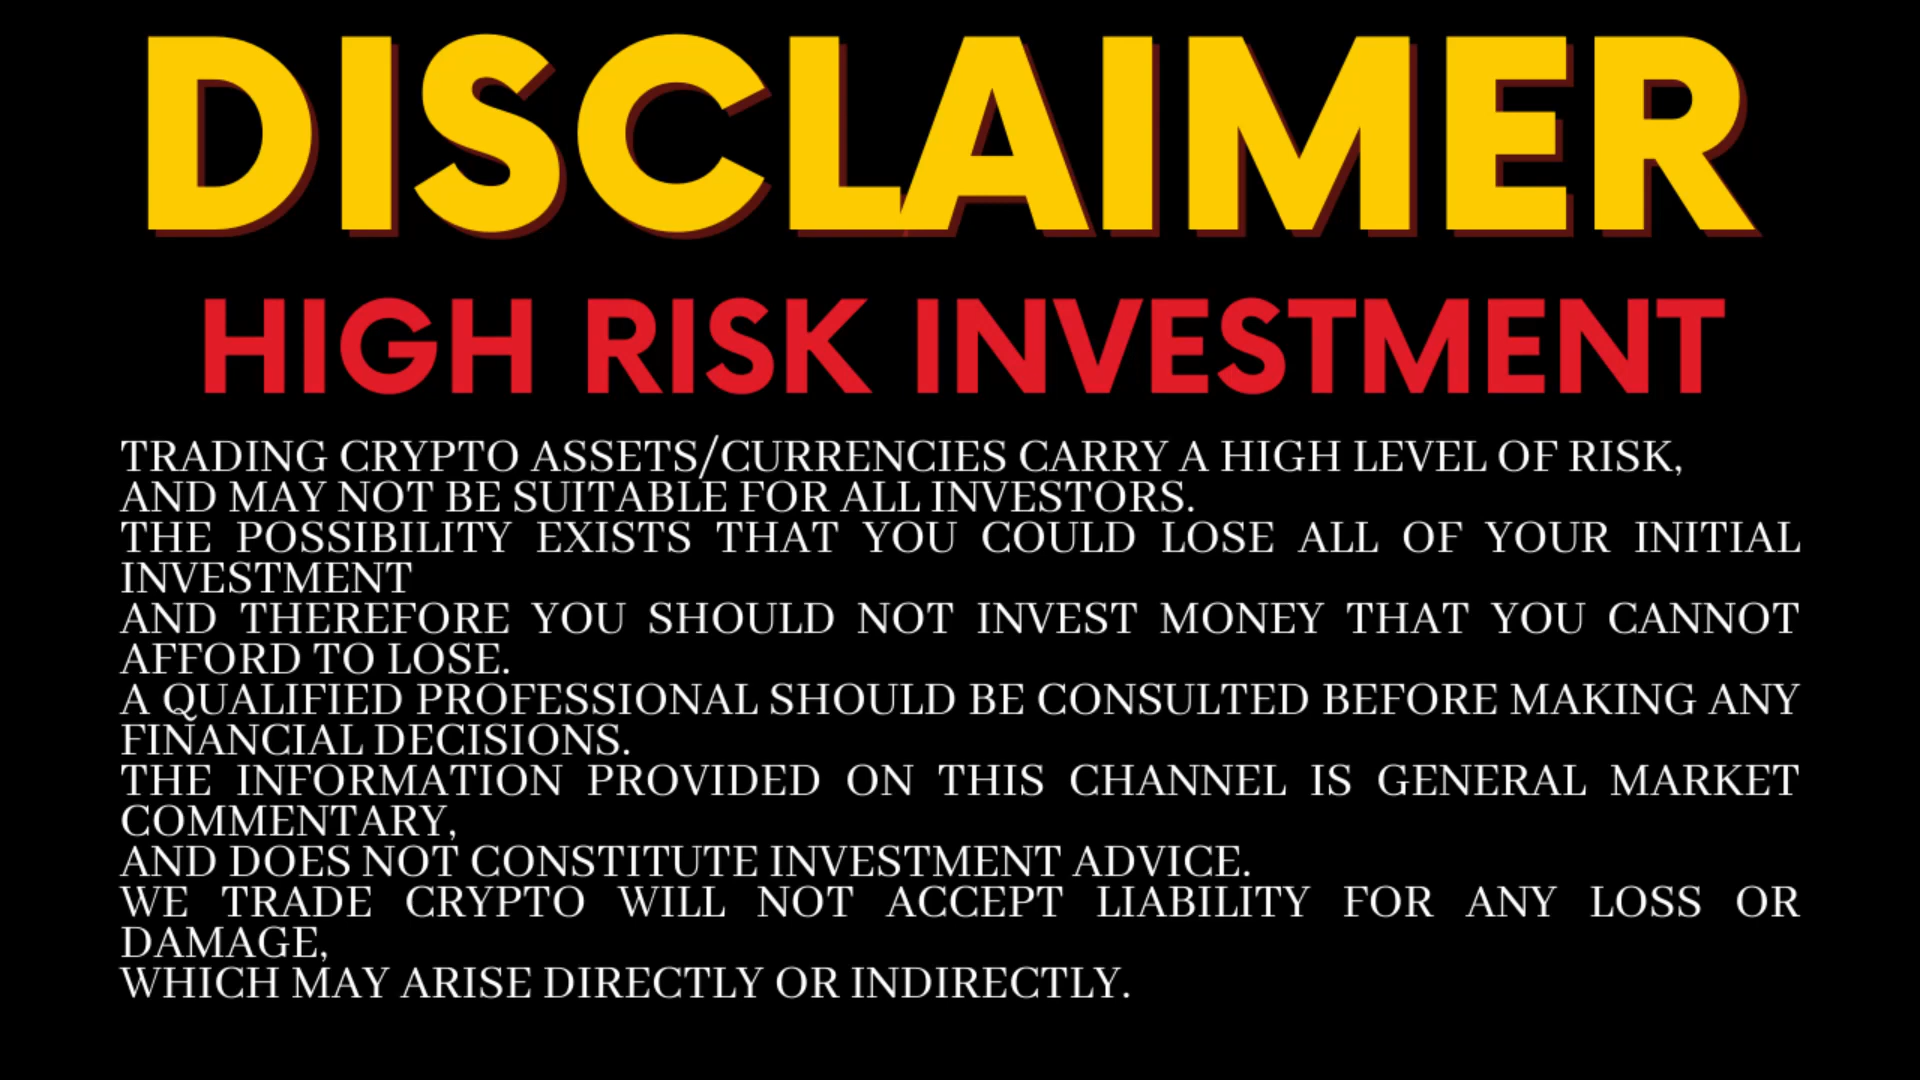 DISCLAIMER
HIGH RISK INVESTMENT
TRADING CRYPTO ASSETS/CURRENCIES CARRY A HIGH LEVEL OF RISK,
AND MAY NOT BE SUITABLE FOR ALL INVESTORS.
THE POSSIBILITY EXISTS THAT YOU COULD LOSE ALL OF YOUR INITIAL
INVESTMENT
AND THEREFORE YOU SHOULD NOT INVEST MONEY THAT YOU CANNOT
AFFORD TO LOSE.
A QUALIFIED PROFESSIONAL SHOULD BE CONSULTED BEFORE MAKING ANY
FINANCIAL DECISIONS.
THE INFORMATION PROVIDED ON THIS CHANNEL IS GENERAL MARKET
COMMENTARY,
AND DOES NOT CONSTITUTE INVESTMENT ADVICE.
WE TRADE CRYPTO WILL NOT ACCEPT LIABILITY FOR ANY LOSS OR
DAMAGE,
WHICH MAY ARISE DIRECTLY OR INDIRECTLY.